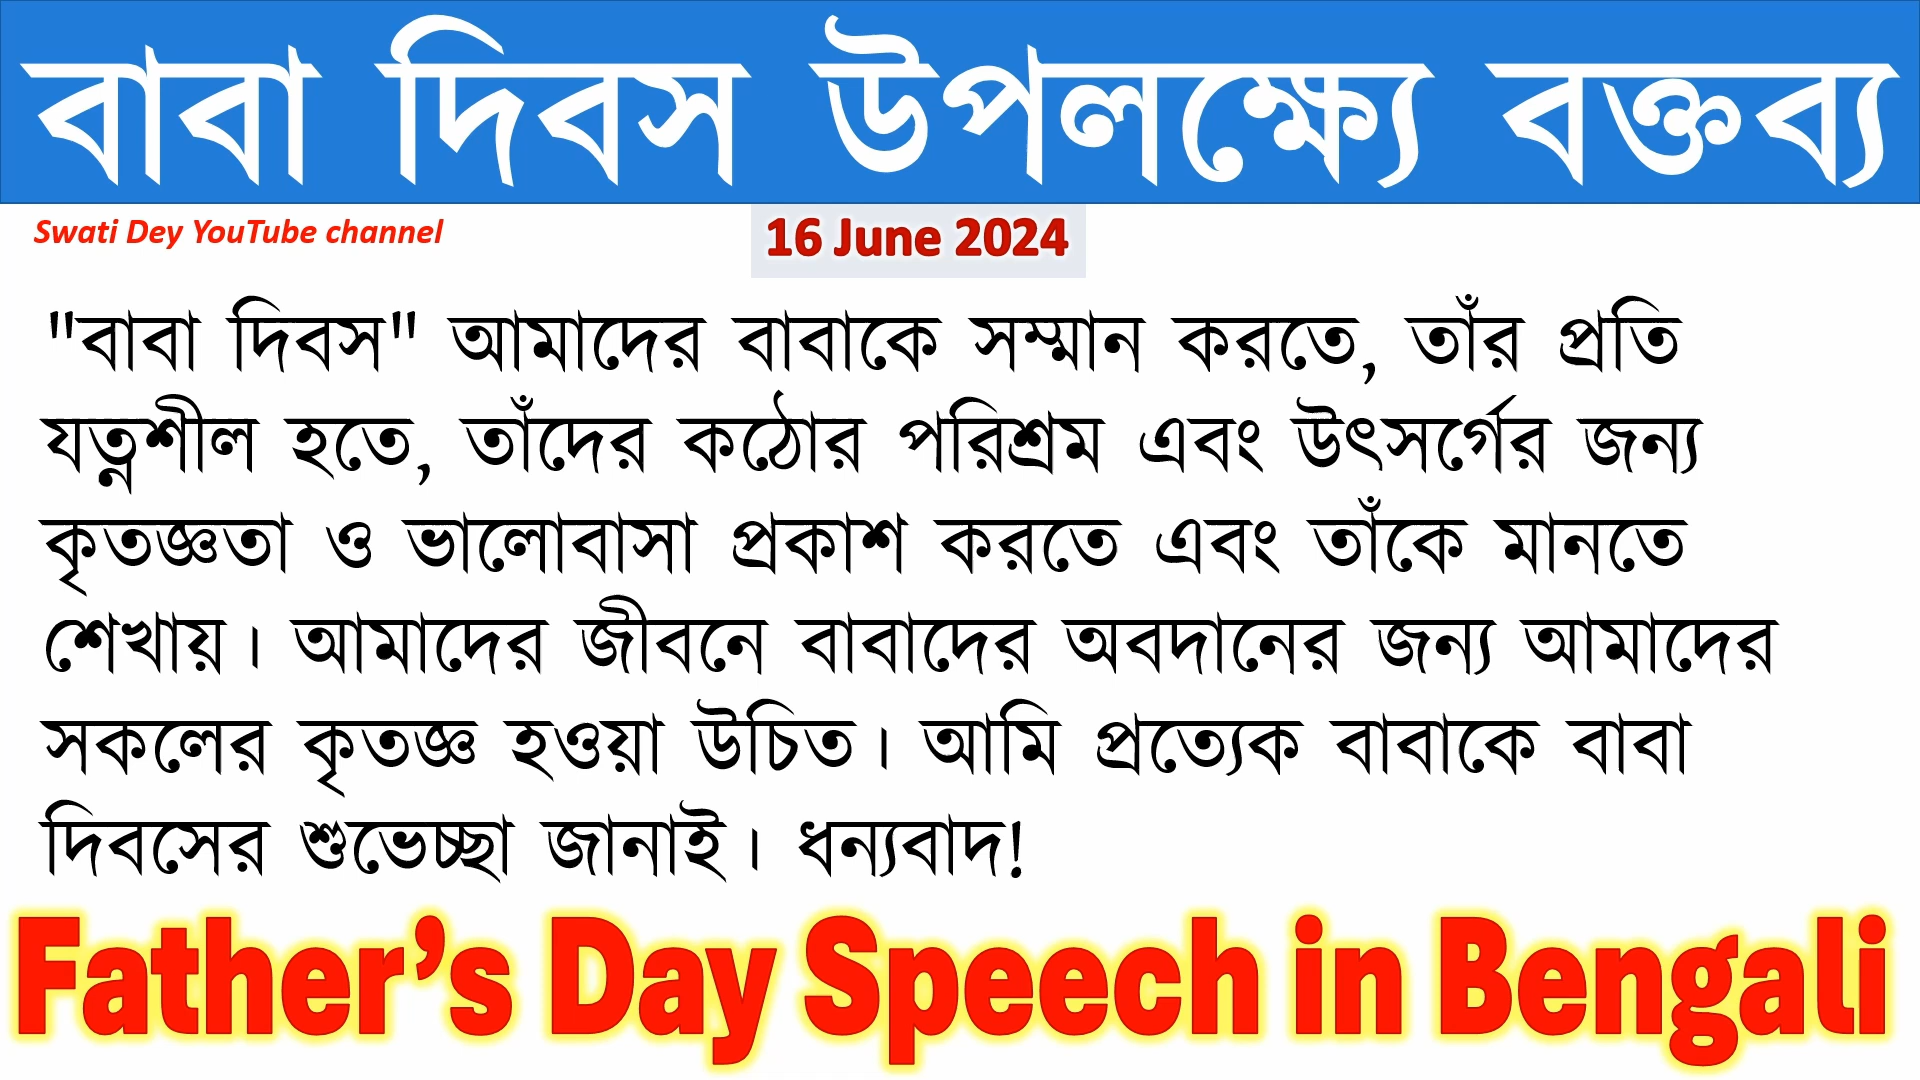 বাবা দিবস উপলক্ষ্যে বক্তব্য
Swati Dey YouTube channel
16 June 2024
"বাবা দিবস" আমাদের বাবাকে সম্মান করতে, তাঁর প্রতি
যত্নশীল হতে, তাঁদের কঠোর পরিশ্রম এবং উৎসর্গের জন্য
কৃতজ্ঞতা ও ভালোবাসা প্রকাশ করতে এবং তাঁকে মানতে
শেখায়। আমাদের জীবনে বাবাদের অবদানের জন্য আমাদের
সকলের কৃতজ্ঞ হওয়া উচিত। আমি প্রত্যেক বাবাকে বাবা
দিবসের শুভেচ্ছা জানাই। ধন্যবাদ!
Father's Day Speech in Bengali